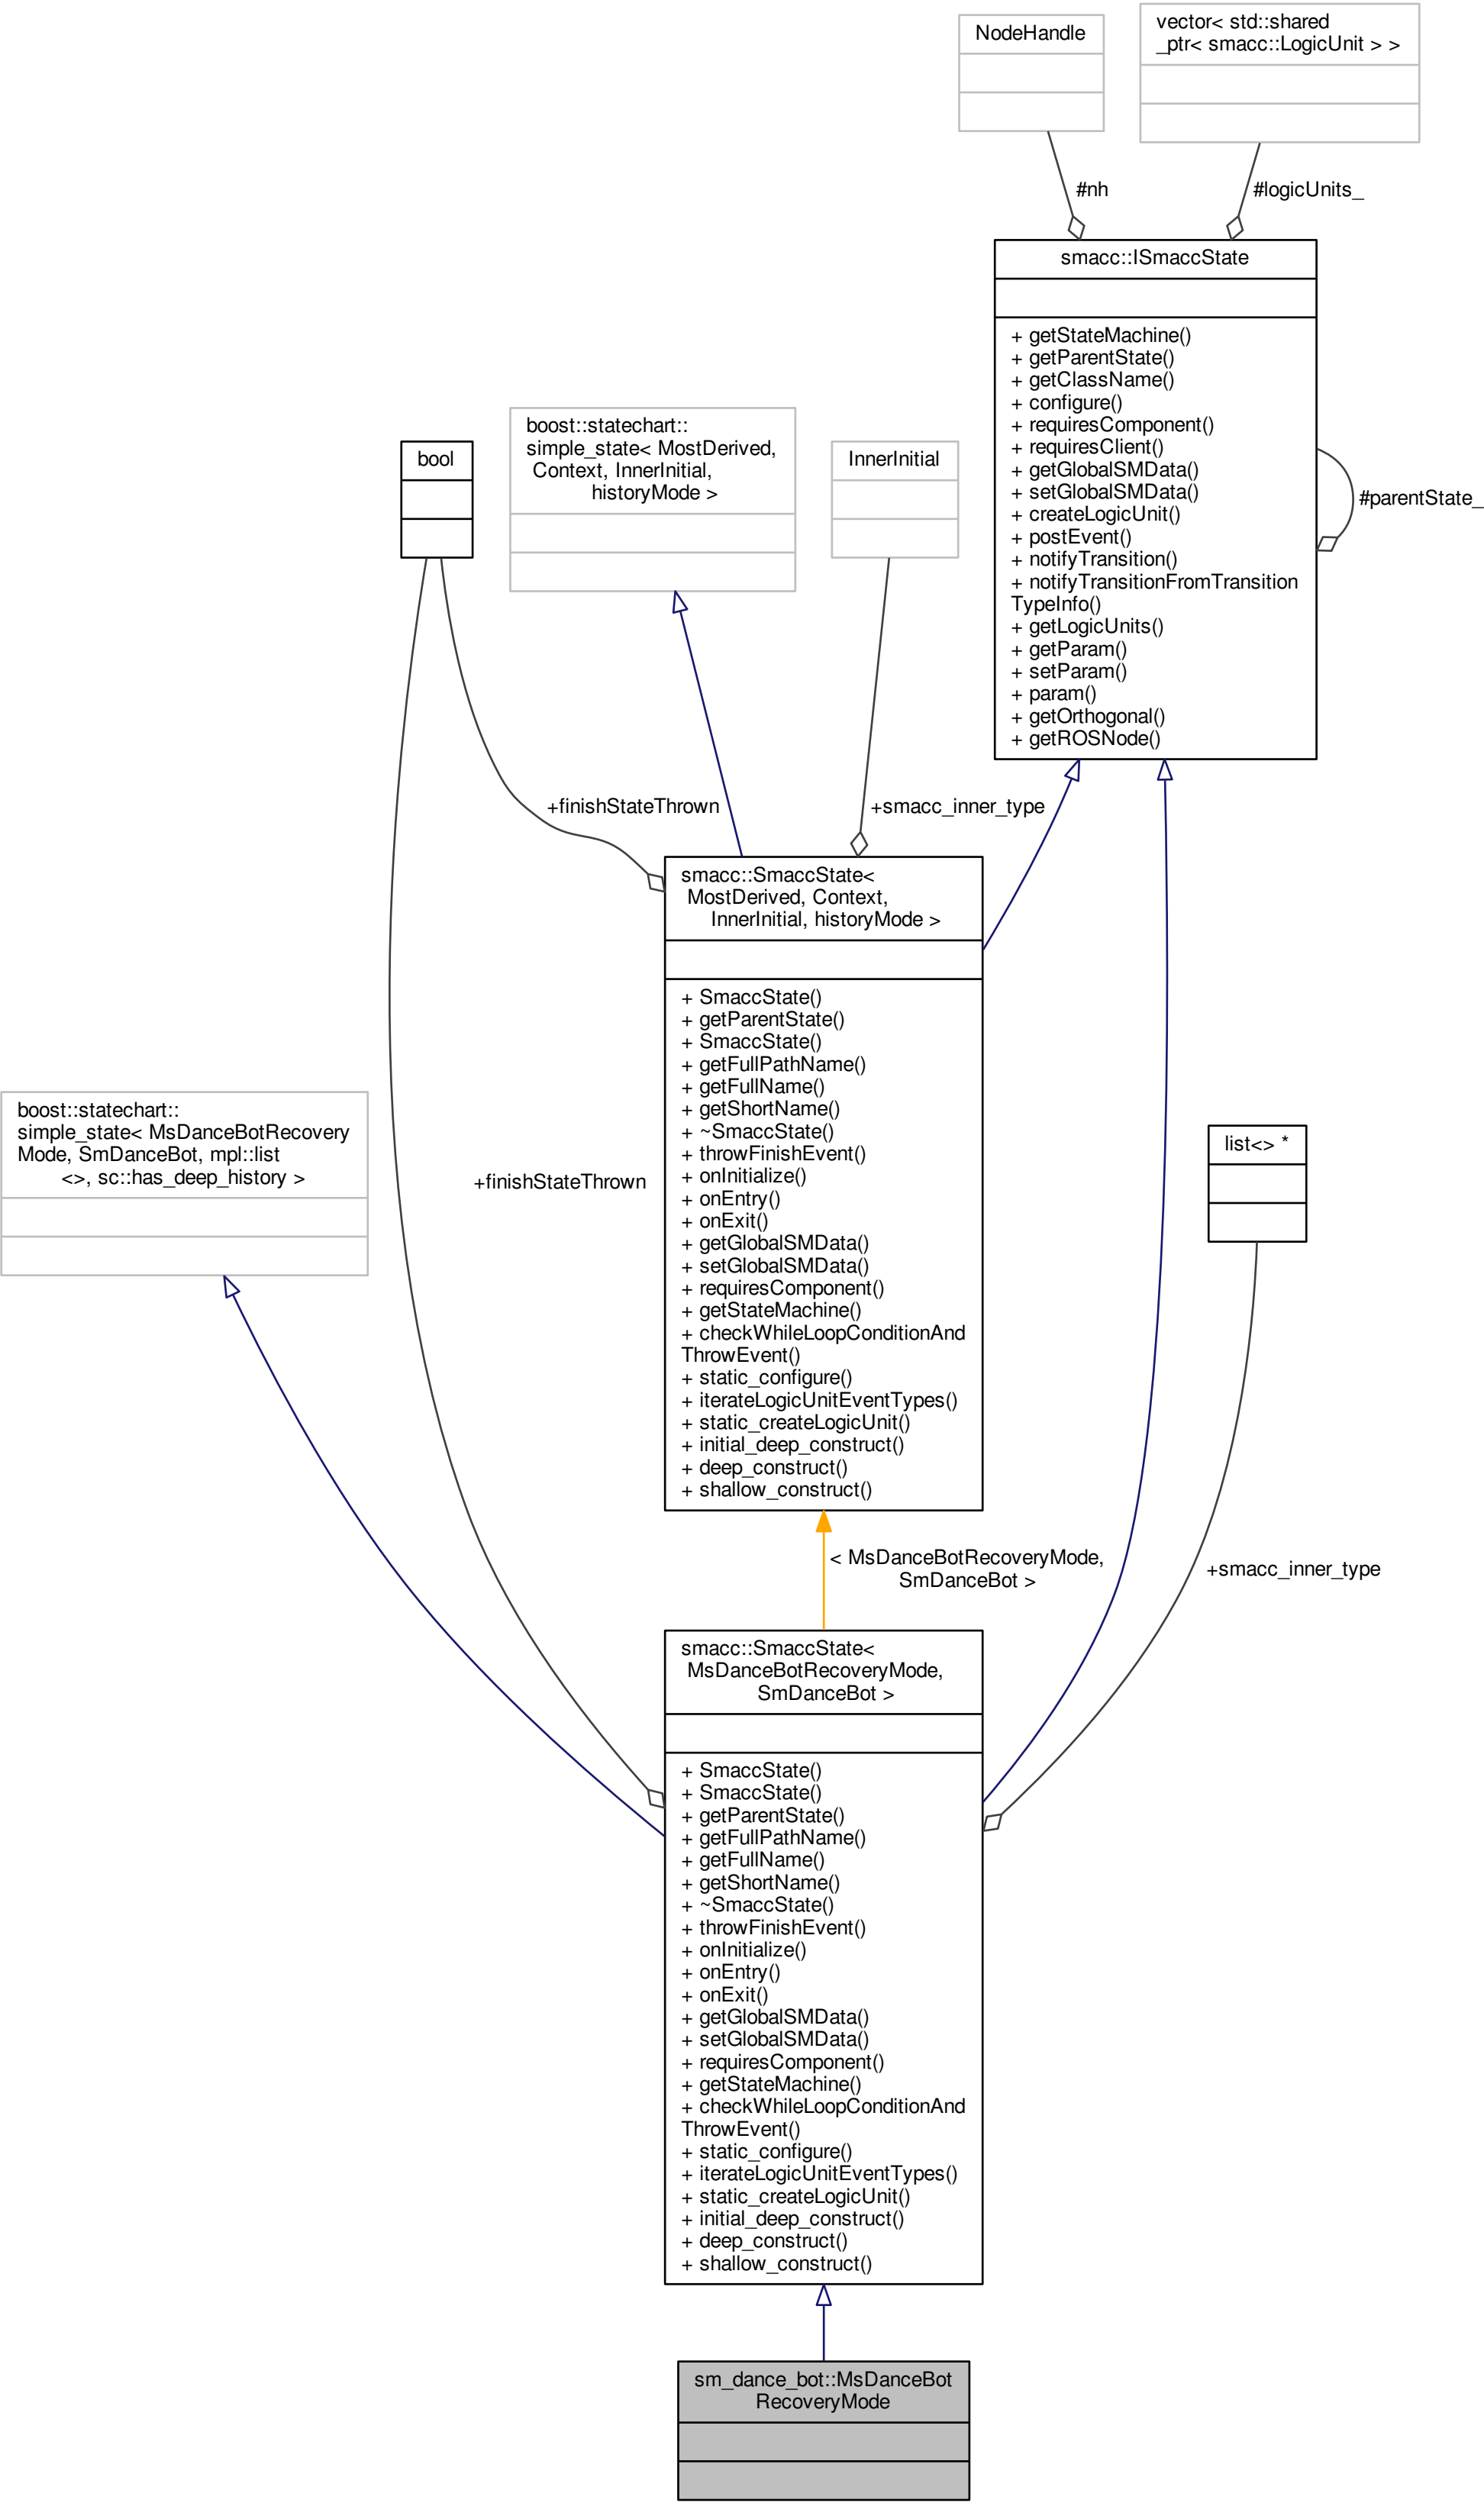 NodeHandle
vector< std::shared
_ptr< smacc::LogicUnit > >
#nh
#logicUnits_
smacc::ISmaccState
+ getStateMachine()
+ getParentState()
+ getClassName()
+ configure()
+ requiresComponent()
+ requiresClient()
+ getGlobalSMData()
+ setGlobalSMData()
+ createLogicUnit()
+ postEvent()
+ notifyTransition()
+ notifyTransitionFromTransition
TypeInfo()
+ getLogicUnits()
+ getParam()
+ setParam()
+ param()
+ getOrthogonal()
+ getROSNode()
#parentState_
bool
boost::statechart::
simple_state< MostDerived,
Context, InnerInitial,
historyMode >
InnerInitial
+finishStateThrown
+smacc_inner_type
smacc::SmaccState<
MostDerived, Context,
InnerInitial, historyMode >
+ SmaccState()
+ getParentState()
+ SmaccState()
+ getFullPathName()
+ getFullName()
+ getShortName()
+ ~SmaccState()
+ throwFinishEvent()
+ onInitialize()
+ onEntry()
+ onExit()
+ getGlobalSMData()
+ setGlobalSMData()
+ requiresComponent()
+ getStateMachine()
+ checkWhileLoopConditionAnd
ThrowEvent()
+ static_configure()
+ iterateLogicUnitEventTypes()
+ static_createLogicUnit()
+ initial_deep_construct()
+ deep_construct()
+ shallow_construct()
boost::statechart::
simple_state< MsDanceBotRecovery
Mode, SmDanceBot, mpl::list
<>, sc::has_deep_history >
+finishStateThrown
list<> *
< MsDanceBotRecoveryMode,
SmDanceBot >
+smacc_inner_type
smacc::SmaccState<
MsDanceBotRecoveryMode,
SmDanceBot >
+ SmaccState()
+ SmaccState()
+ getParentState()
+ getFullPathName()
+ getFullName()
+ getShortName()
+ ~SmaccState()
+ throwFinishEvent()
+ onInitialize()
+ onEntry()
+ onExit()
+ getGlobalSMData()
+ setGlobalSMData()
+ requiresComponent()
+ getStateMachine()
+ checkWhileLoopConditionAnd
ThrowEvent()
+ static_configure()
+ iterateLogicUnitEventTypes()
+ static_createLogicUnit()
+ initial_deep_construct()
+ deep_construct()
+ shallow_construct()
sm_dance_bot::MsDanceBot
RecoveryMode